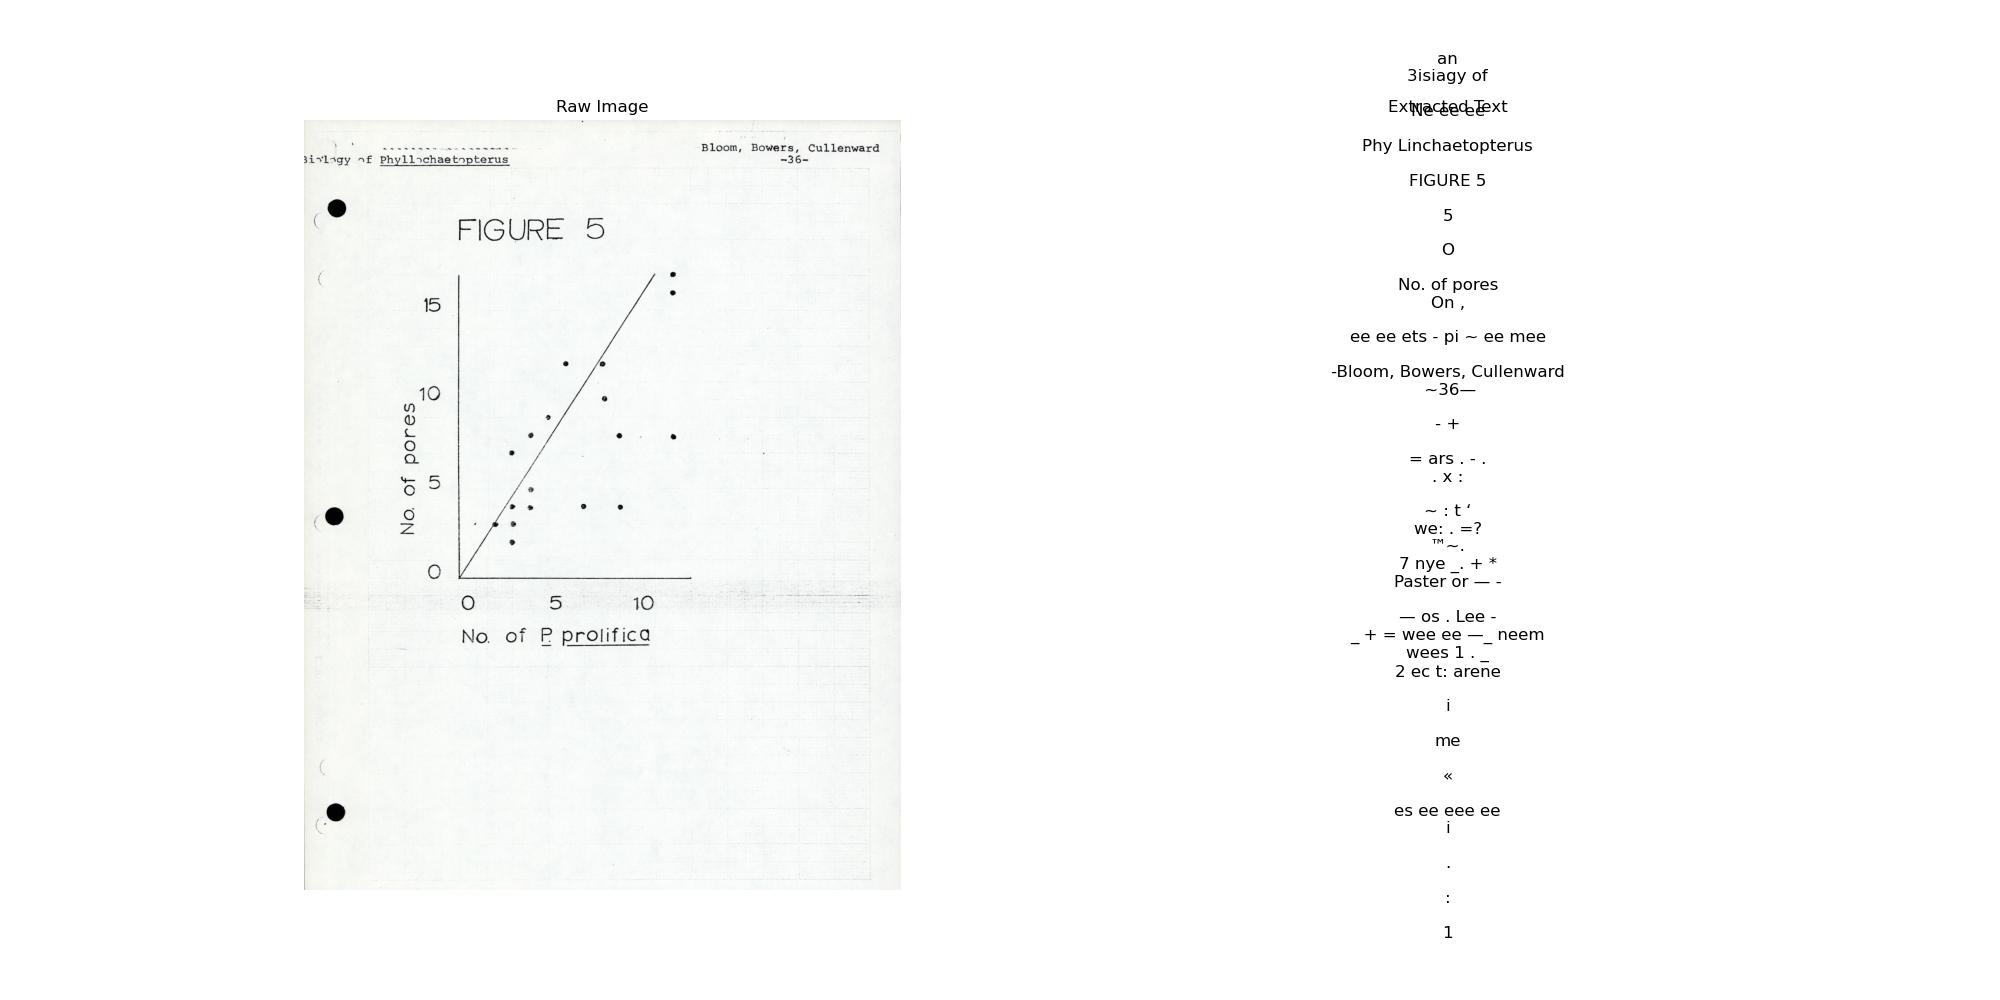 Raw Image
Biology of Phyllochaetopterus
Bloom, Bowers, Cullenward
-36-
FIGURE 5
15
10
5
0
No. of pores
0 5 10
No. of P. prolifica
an
3isiagy of
Extracted Text
Ne ee ee
Phy Linchaetopterus
FIGURE 5
5
O
No. of pores
On ,
ee ee ets - pi ~ ee mee
-Bloom, Bowers, Cullenward
~36—
- +
= ars . - .
. x :
~ : t ‘
we: . =?
™~.
7 nye _. + *
Paster or — -
— os . Lee -
_ + = wee ee —_ neem
wees 1 . _
2 ec t: arene
i
me
«
es ee eee ee
i
.
:
1